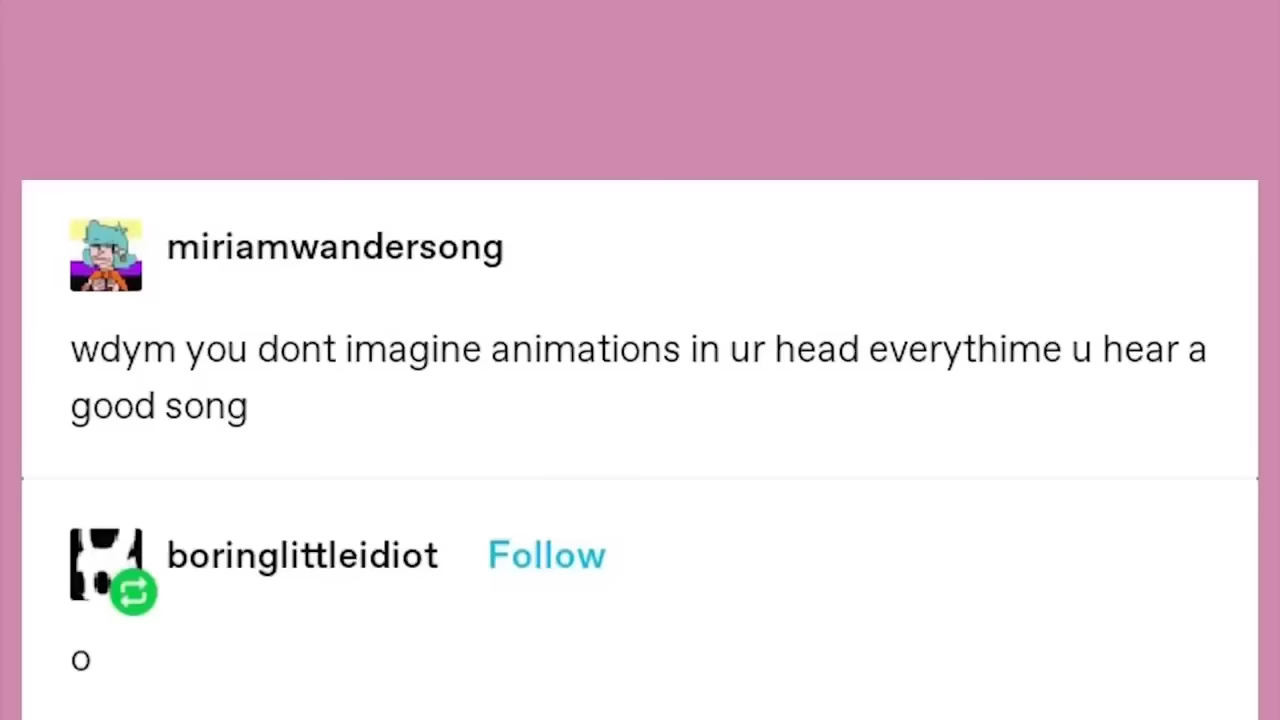 miriamwandersong
wdym you dont imagine animations in ur head everythime u hear a
good song
boringlittleidiot Follow
o